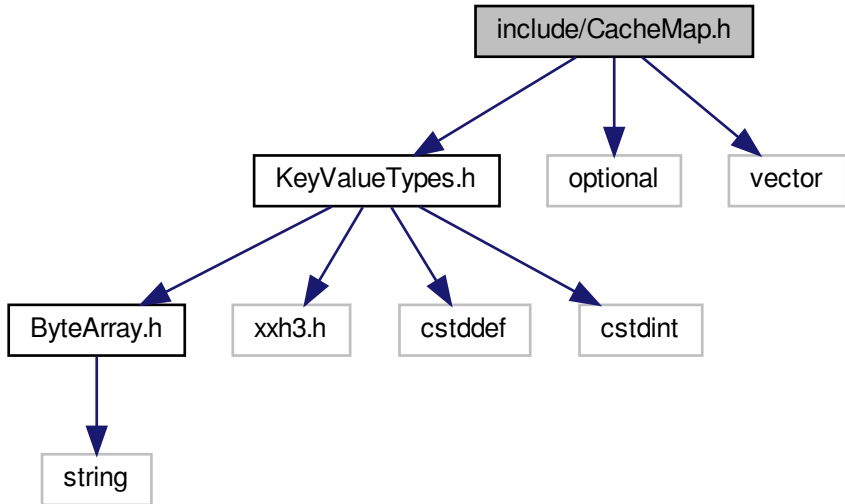 include/CacheMap.h
KeyValueTypes.h
optional
vector
ByteArray.h
xxh3.h
cstddef
cstdint
string